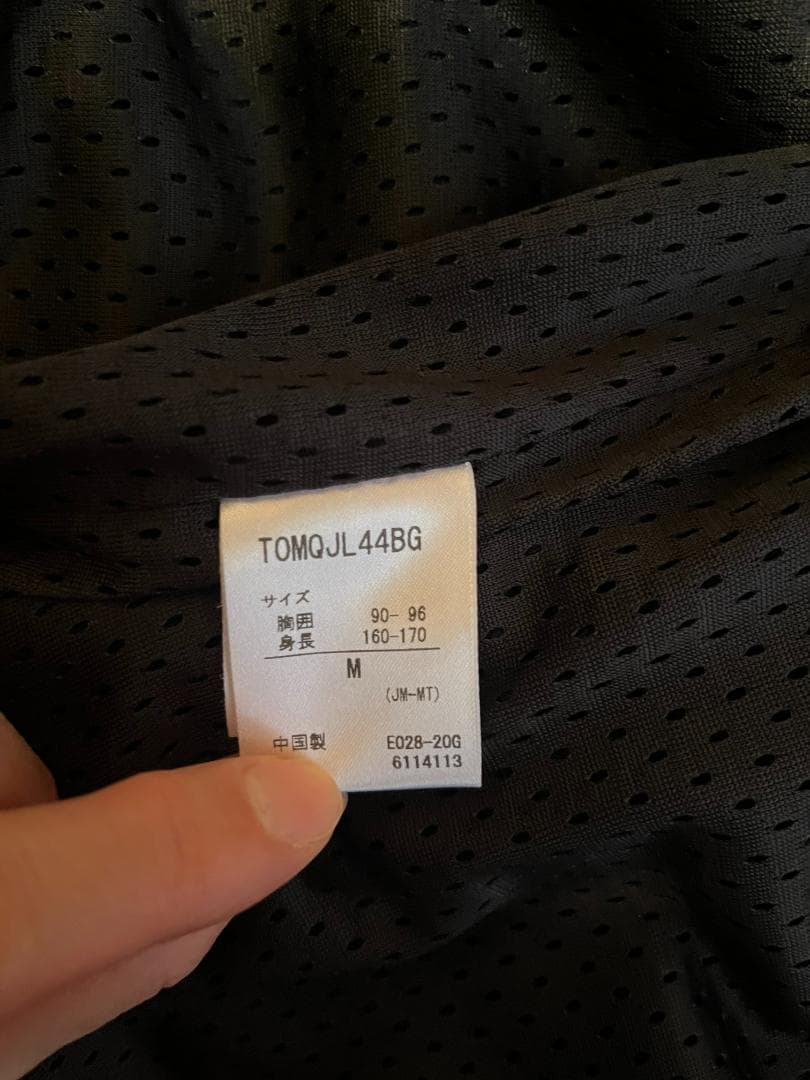 TOMQJL44BG
サイズ
胸囲 90- 96
身長 160-170
M
(JM-MT)
中国製 E028-20G
6114113